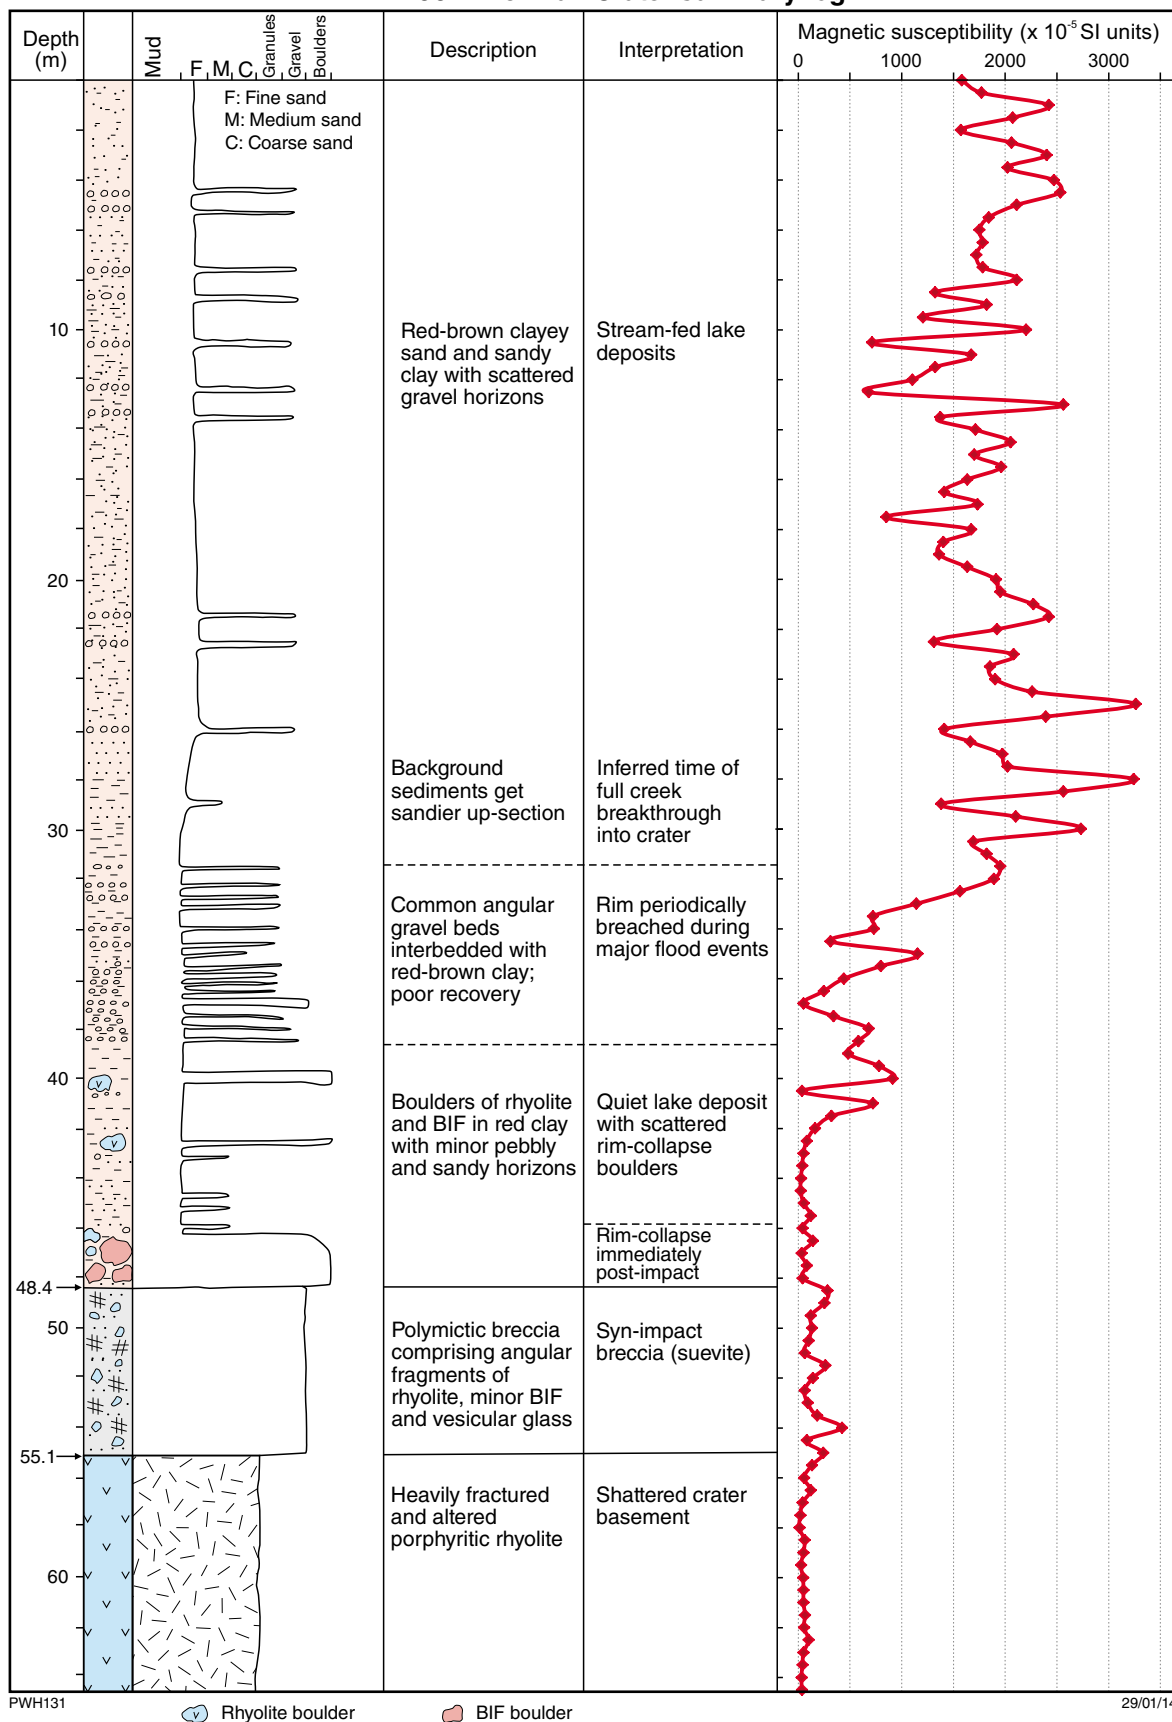 Depth
(m)
Mud
F M C
Granules
Gravel
Boulders
Description
Interpretation
Magnetic susceptibility (x 10-5 SI units)
0 1000 2000 3000
F: Fine sand
M: Medium sand
C: Coarse sand
10
20
30
40
48.4
50
55.1
60
Red-brown clayey
sand and sandy
clay with scattered
gravel horizons
Stream-fed lake
deposits
Background
sediments get
sandier up-section
Inferred time of
full creek
breakthrough
into crater
Common angular
gravel beds
interbedded with
red-brown clay;
poor recovery
Rim periodically
breached during
major flood events
Boulders of rhyolite
and BIF in red clay
with minor pebbly
and sandy horizons
Quiet lake deposit
with scattered
rim-collapse
boulders
Rim-collapse
immediately
post-impact
Polymictic breccia
comprising angular
fragments of
rhyolite, minor BIF
and vesicular glass
Syn-impact
breccia (suevite)
Heavily fractured
and altered
porphyritic rhyolite
Shattered crater
basement
PWH131
Rhyolite boulder
BIF boulder
29/01/14